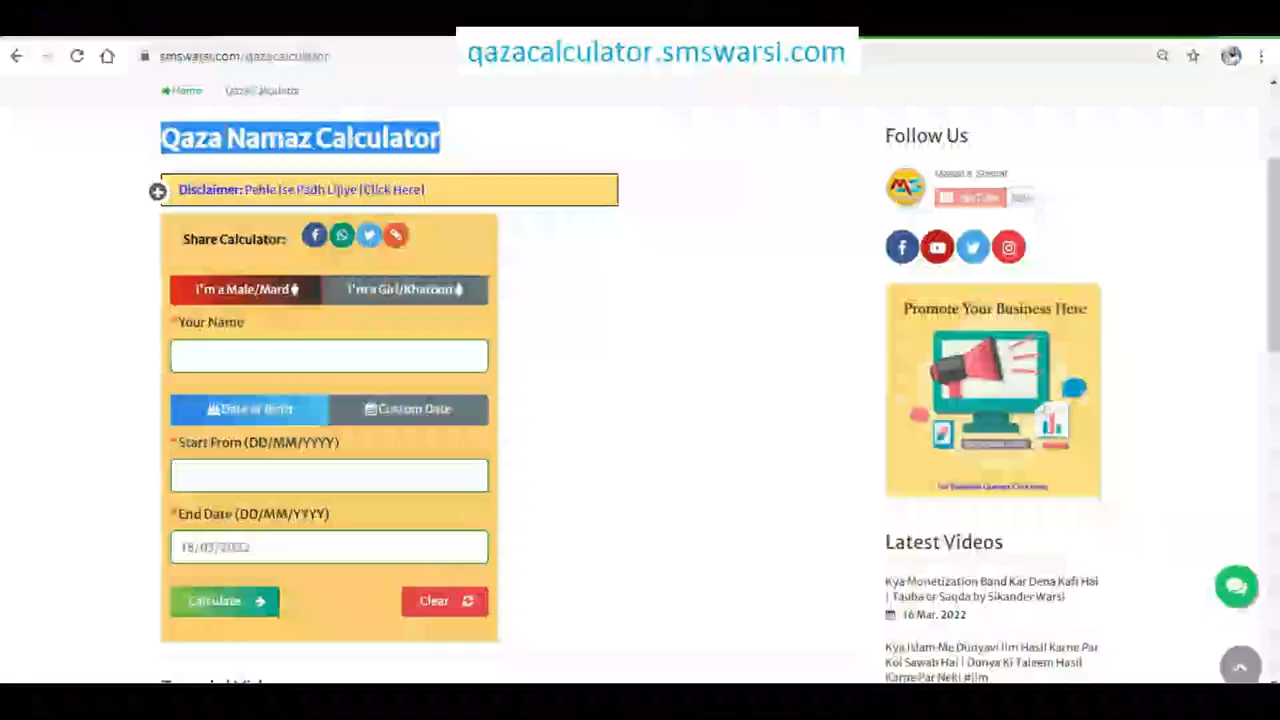 qazacalculator.smswarsi.com
smswarsi.com/qazacalculator
Home
Qaza Calculator
Qaza Namaz Calculator
Disclaimer: Pehle Ise Padh Lijiye [Click Here]
Share Calculator:
I'm a Male/Mard
I'm a Girl/Khatoon
*Your Name
Date of Birth
Custom Date
*Start From (DD/MM/YYYY)
*End Date (DD/MM/YYYY)
18/03/2022
Calculate
Clear
Follow Us
YouTube
Promote Your Business Here
Latest Videos
Kya Monetization Band Kar Dena Kafi Hai
| Tauba or Saqda by Sikander Warsi
16 Mar, 2022
Kya Islam Me Dunyavi Ilm Hasil Karne Par
Koi Sawab Hai | Dunya Ki Taleem Hasil
Karne Par Neki #ilm